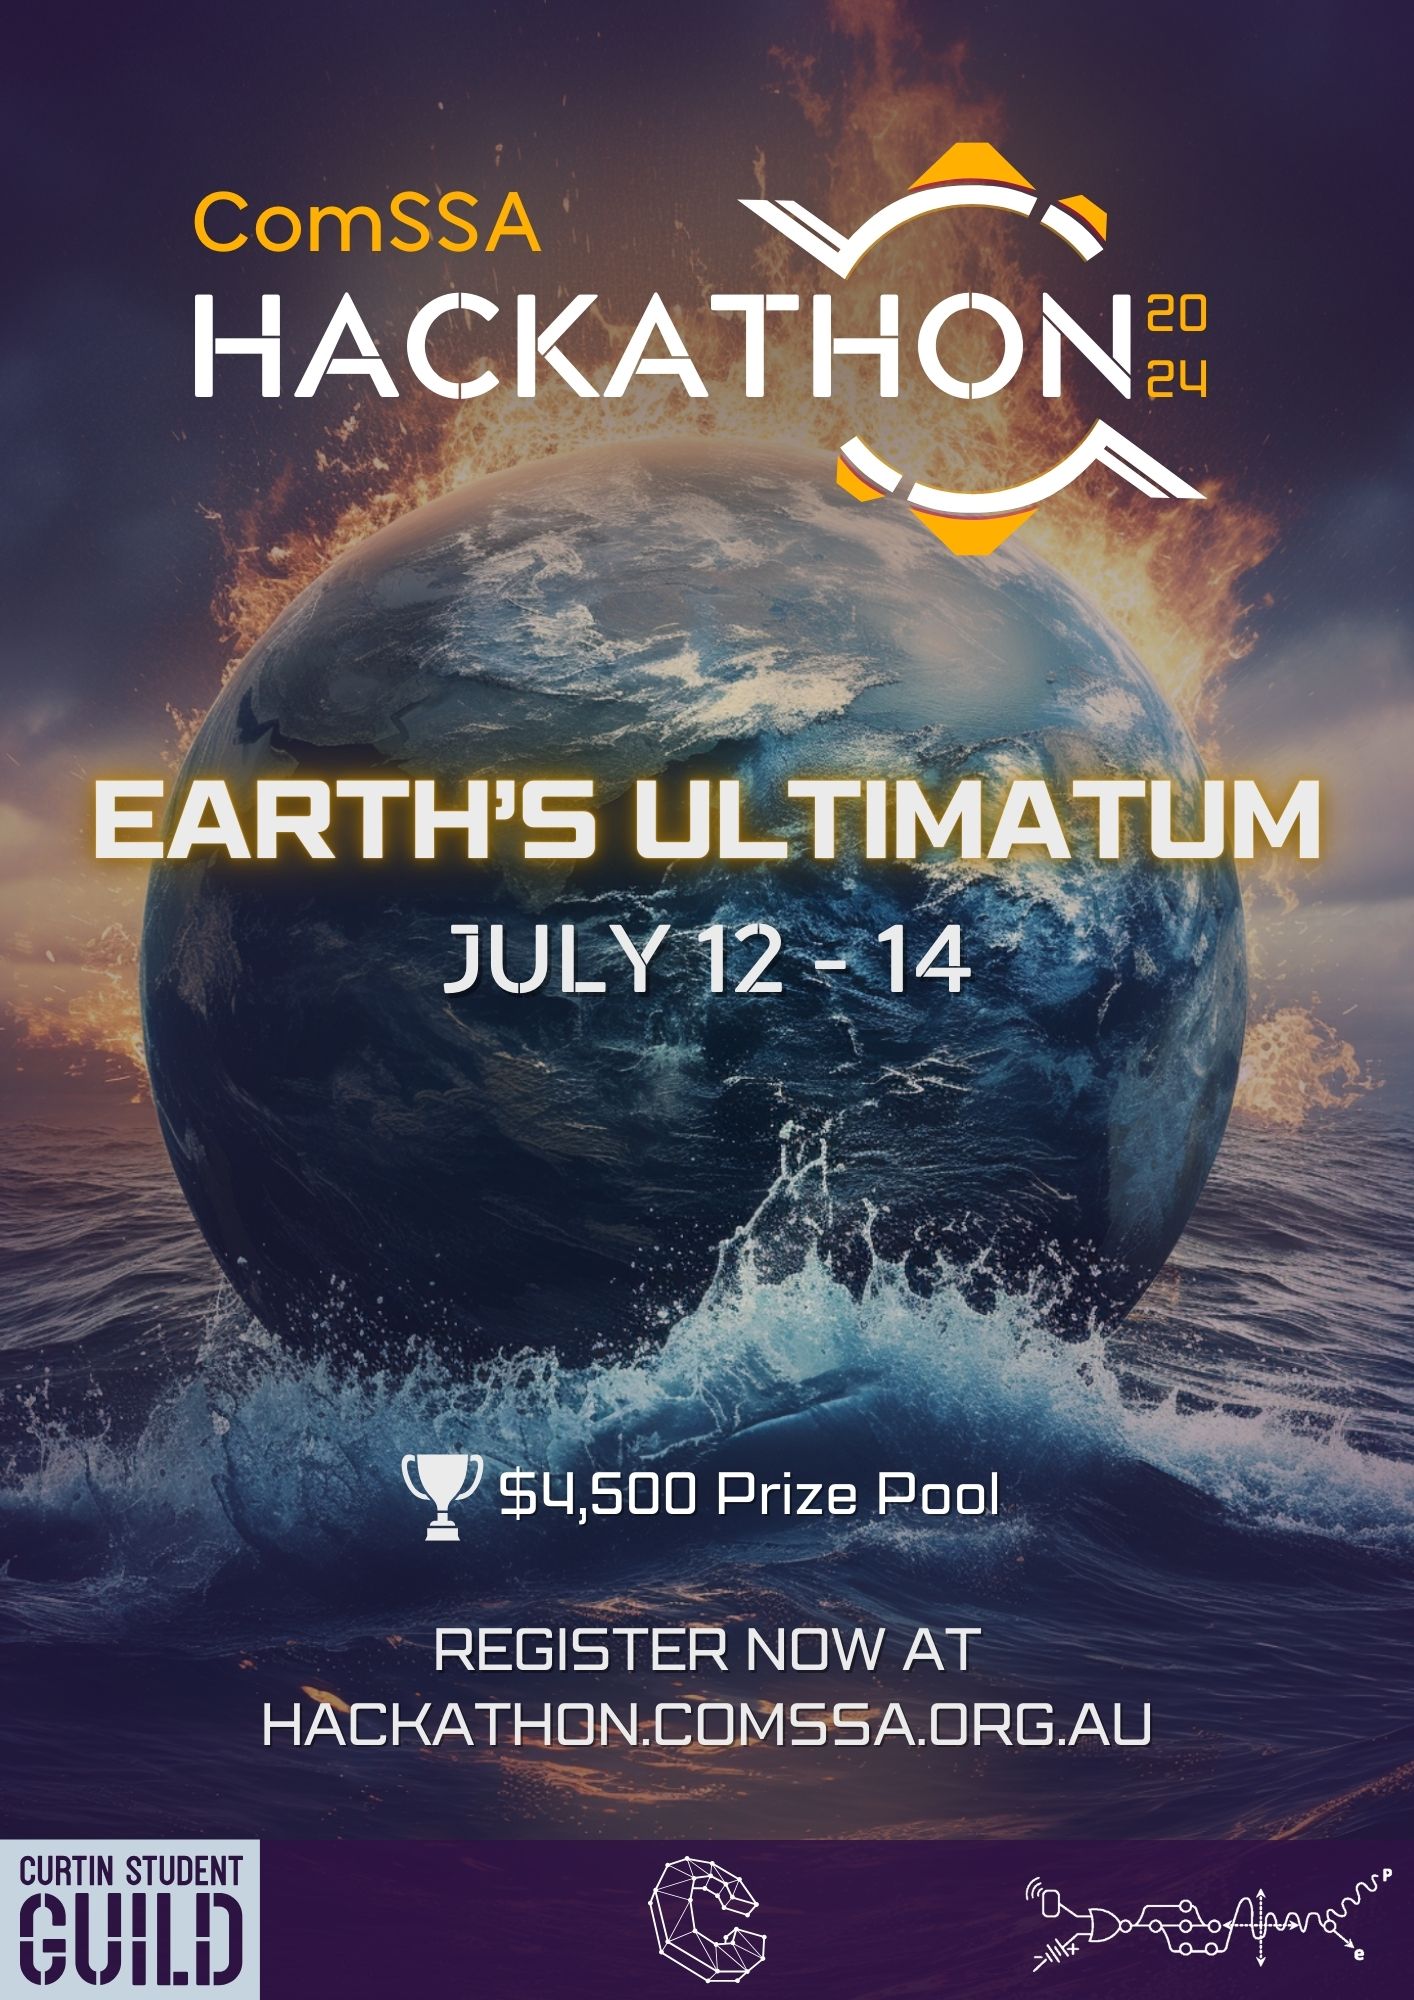 ComSSA
HACKATHON
20
24
EARTH'S ULTIMATUM
JULY 12 - 14
$4,500 Prize Pool
REGISTER NOW AT
HACKATHON.COMSSA.ORG.AU
CURTIN STUDENT
GUILD
C
P
e